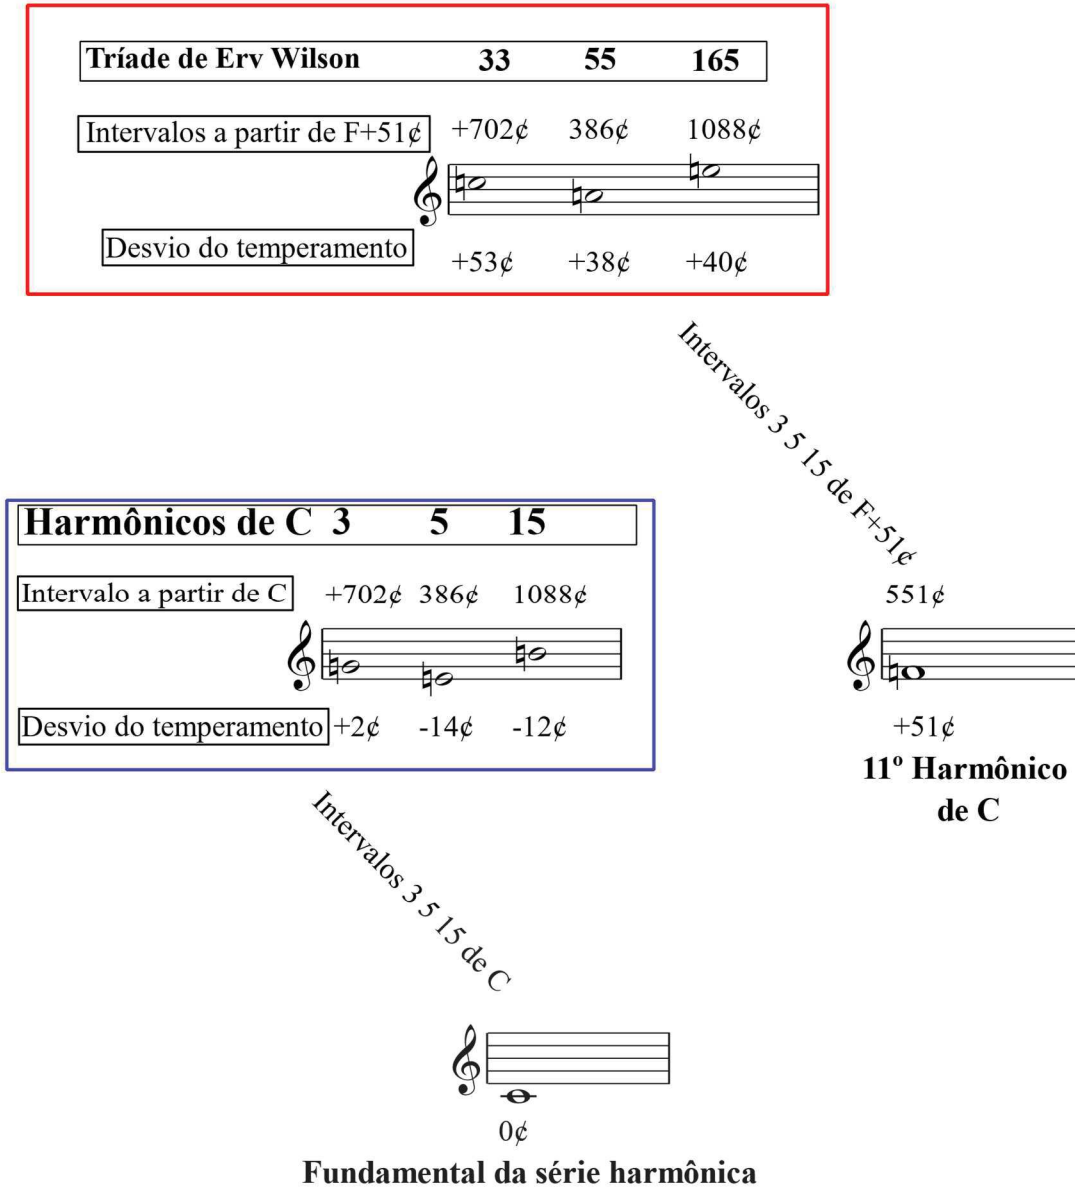 Tríade de Erv Wilson 33 55 165
Intervalos a partir de F+51¢ +702¢ 386¢ 1088¢
Desvio do temperamento +53¢ +38¢ +40¢
Intervalos 3 5 15 de F+51¢
Harmônicos de C 3 5 15
Intervalo a partir de C +702¢ 386¢ 1088¢
551¢
Desvio do temperamento +2¢ -14¢ -12¢
+51¢
11º Harmônico
de C
Intervalos 3 5 15 de C
0¢
Fundamental da série harmônica